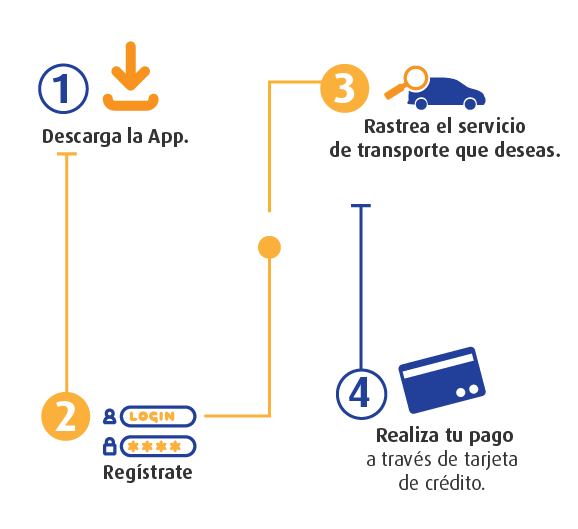 1
Descarga la App.
2
LOGIN
****
Regístrate
3
Rastrea el servicio
de transporte que deseas.
4
Realiza tu pago
a través de tarjeta
de crédito.